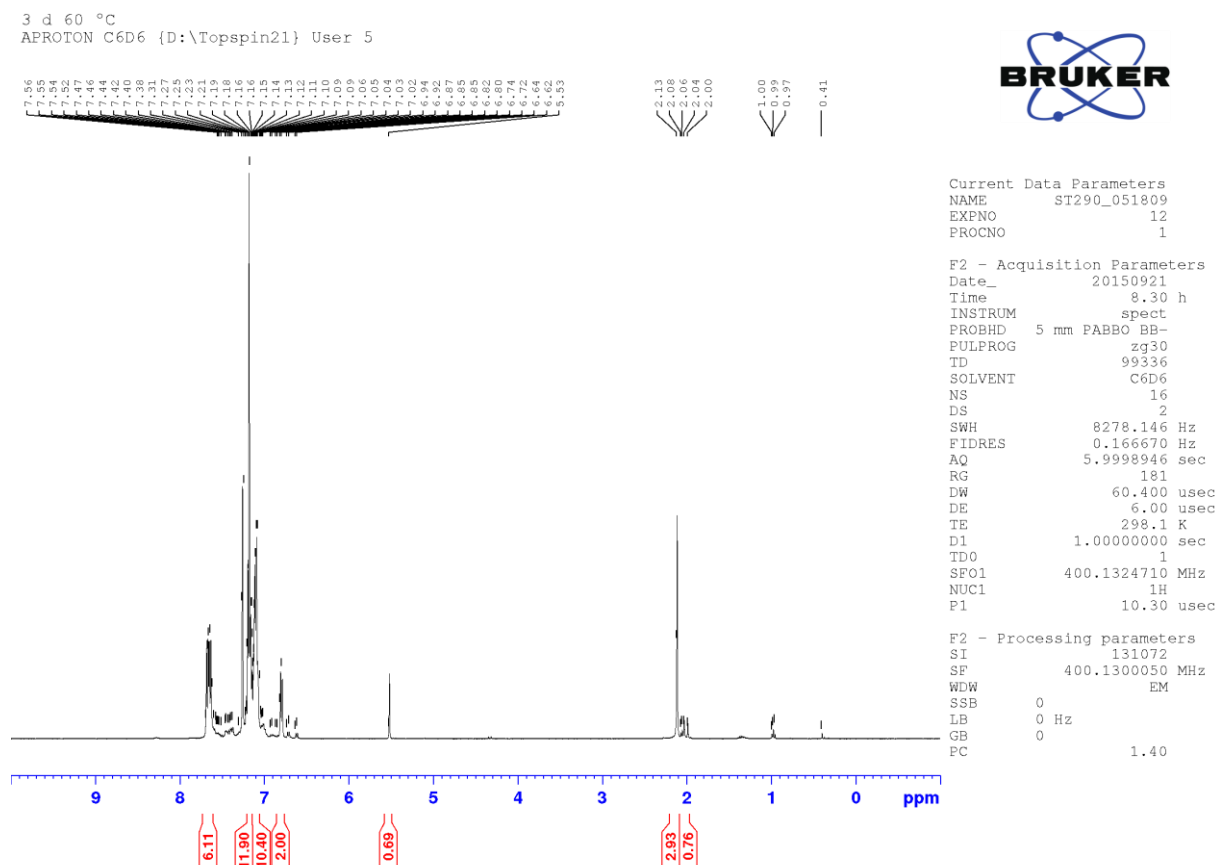 3 d 60 °C
APROTON C6D6 {D:\Topspin21} User 5
7.56
7.55
7.54
7.52
7.47
7.46
7.44
7.42
7.40
7.38
7.31
7.27
7.25
7.23
7.21
7.19
7.18
7.16
7.16
7.15
7.14
7.13
7.12
7.11
7.10
7.09
7.09
7.06
7.05
7.04
7.03
7.02
6.94
6.92
6.87
6.85
6.85
6.82
6.80
6.74
6.72
6.64
6.62
5.53
2.13
2.08
2.06
2.04
2.00
1.00
0.99
0.97
0.41
BRUKER
Current Data Parameters
NAME ST290_051809
EXPNO 12
PROCNO 1
F2 - Acquisition Parameters
Date_ 20150921
Time 8.30 h
INSTRUM spect
PROBHD 5 mm PABBO BB-
PULPROG zg30
TD 99336
SOLVENT C6D6
NS 16
DS 2
SWH 8278.146 Hz
FIDRES 0.166670 Hz
AQ 5.9998946 sec
RG 181
DW 60.400 usec
DE 6.00 usec
TE 298.1 K
D1 1.00000000 sec
TD0 1
SFO1 400.1324710 MHz
NUC1 1H
P1 10.30 usec
F2 - Processing parameters
SI 131072
SF 400.1300050 MHz
WDW EM
SSB 0
LB 0 Hz
GB 0
PC 1.40
9 8 7 6 5 4 3 2 1 0 ppm
6.11
11.90
10.40
2.00
0.69
2.93
0.76